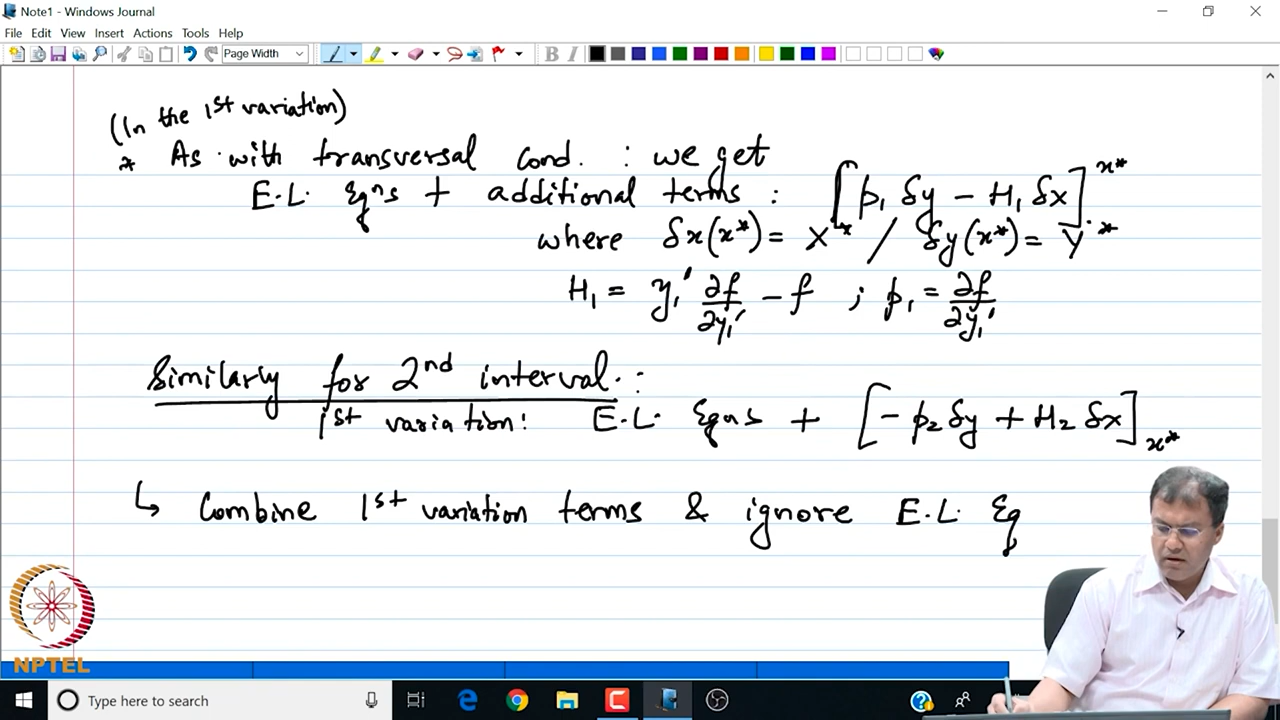 Note1 - Windows Journal
File Edit View Insert Actions Tools Help
Page Width B I
(In the 1st variation)
* As with transversal cond. : we get
E.L. Eqns + additional terms : [p₁ δy − H₁ δx]^{x*}
where δx(x*) = X* / δy(x*) = Y*
H₁ = y₁' ∂f/∂y₁' − f ; p₁ = ∂f/∂y₁'
Similarly for 2nd interval. :
1st variation: E.L. Eqns + [− p₂ δy + H₂ δx]_{x*}
↳ Combine 1st variation terms & ignore E.L. Eq
NPTEL
Type here to search